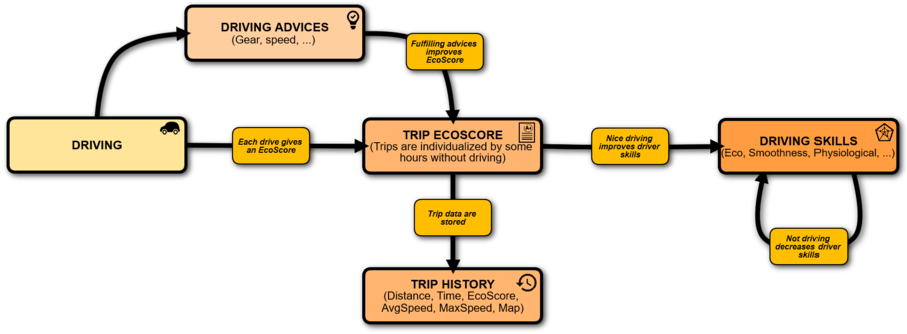 DRIVING ADVICES
(Gear, speed, ...)
Fulfilling advices
improves
EcoScore
DRIVING
Each drive gives
an EcoScore
TRIP ECOSCORE
(Trips are individualized by some
hours without driving)
Nice driving
improves driver
skills
DRIVING SKILLS
(Eco, Smoothness, Physiological, ...)
Trip data are
stored
Not driving
decreases driver
skills
TRIP HISTORY
(Distance, Time, EcoScore,
AvgSpeed, MaxSpeed, Map)